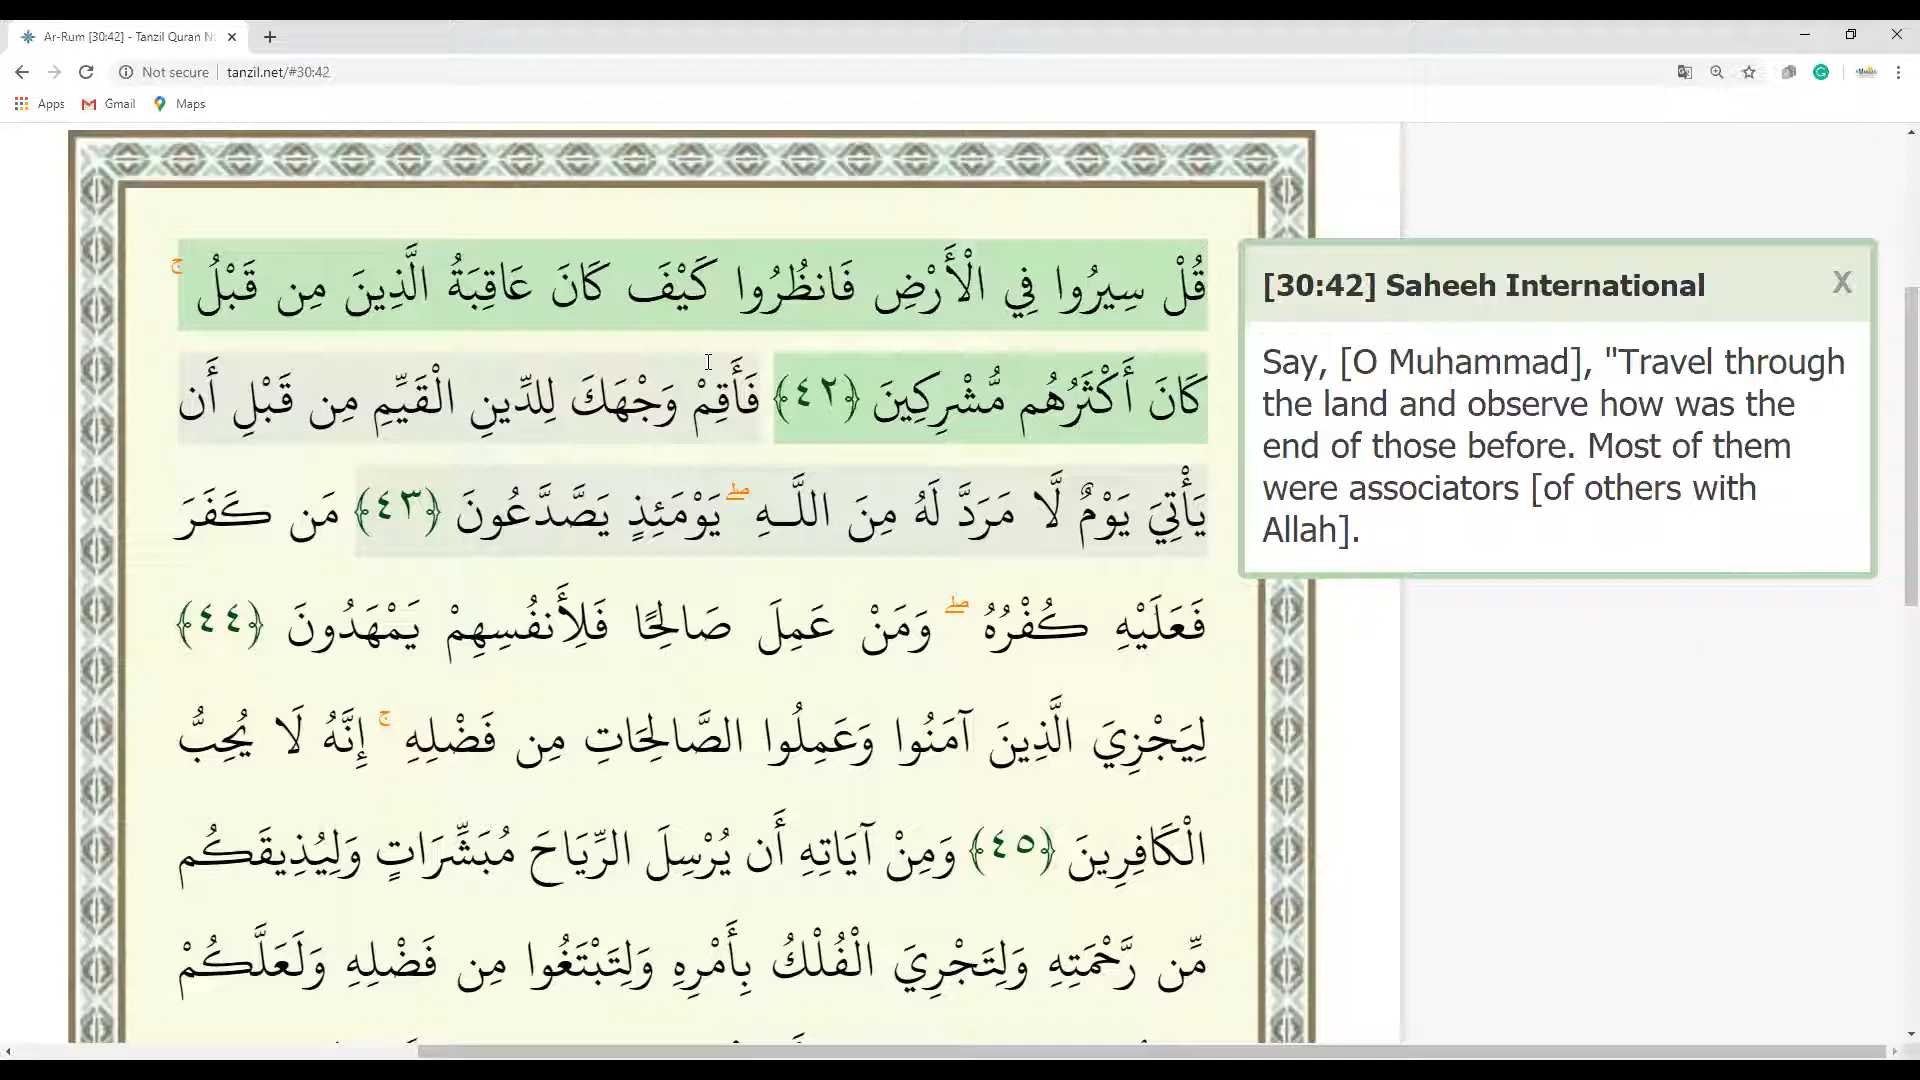 Ar-Rum [30:42] - Tanzil Quran N
Not secure
tanzil.net/#30:42
Apps
Gmail
Maps
قُلْ سِيرُوا فِي الْأَرْضِ فَانظُرُوا كَيْفَ كَانَ عَاقِبَةُ الَّذِينَ مِن قَبْلُ ۚ
كَانَ أَكْثَرُهُم مُّشْرِكِينَ ﴿٤٢﴾ فَأَقِمْ وَجْهَكَ لِلدِّينِ الْقَيِّمِ مِن قَبْلِ أَن
يَأْتِيَ يَوْمٌ لَّا مَرَدَّ لَهُ مِنَ اللَّـهِ ۖ يَوْمَئِذٍ يَصَّدَّعُونَ ﴿٤٣﴾ مَن كَفَرَ
فَعَلَيْهِ كُفْرُهُ ۖ وَمَنْ عَمِلَ صَالِحًا فَلِأَنفُسِهِمْ يَمْهَدُونَ ﴿٤٤﴾
لِيَجْزِيَ الَّذِينَ آمَنُوا وَعَمِلُوا الصَّالِحَاتِ مِن فَضْلِهِ ۚ إِنَّهُ لَا يُحِبُّ
الْكَافِرِينَ ﴿٤٥﴾ وَمِنْ آيَاتِهِ أَن يُرْسِلَ الرِّيَاحَ مُبَشِّرَاتٍ وَلِيُذِيقَكُم
مِّن رَّحْمَتِهِ وَلِتَجْرِيَ الْفُلْكُ بِأَمْرِهِ وَلِتَبْتَغُوا مِن فَضْلِهِ وَلَعَلَّكُمْ
[30:42] Saheeh International
X
Say, [O Muhammad], "Travel through
the land and observe how was the
end of those before. Most of them
were associators [of others with
Allah].